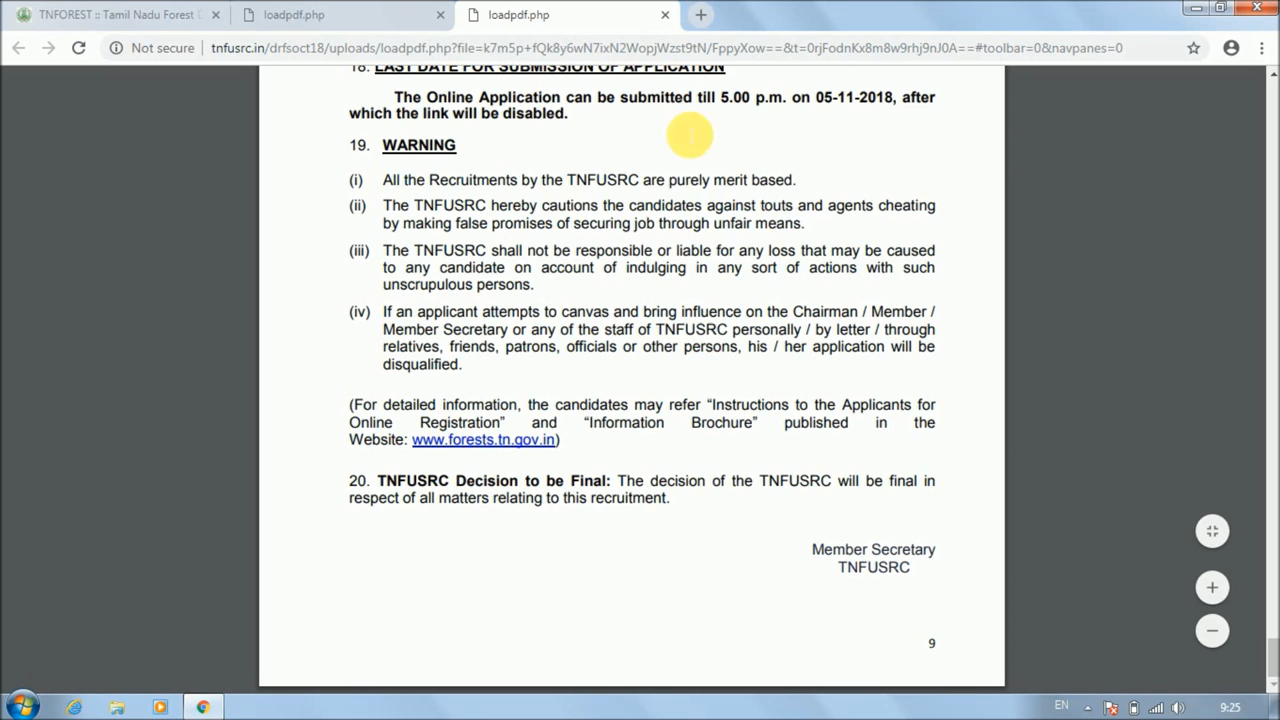 TNFOREST :: Tamil Nadu Forest D
loadpdf.php
loadpdf.php
Not secure
tnfusrc.in/drfsoct18/uploads/loadpdf.php?file=k7m5p+fQk8y6wN7ixN2WopjWzst9tN/FppyXow==&t=0rjFodnKx8m8w9rhj9nJ0A==#toolbar=0&navpanes=0
18. LAST DATE FOR SUBMISSION OF APPLICATION
The Online Application can be submitted till 5.00 p.m. on 05-11-2018, after
which the link will be disabled.
19. WARNING
(i) All the Recruitments by the TNFUSRC are purely merit based.
(ii) The TNFUSRC hereby cautions the candidates against touts and agents cheating
by making false promises of securing job through unfair means.
(iii) The TNFUSRC shall not be responsible or liable for any loss that may be caused
to any candidate on account of indulging in any sort of actions with such
unscrupulous persons.
(iv) If an applicant attempts to canvas and bring influence on the Chairman / Member /
Member Secretary or any of the staff of TNFUSRC personally / by letter / through
relatives, friends, patrons, officials or other persons, his / her application will be
disqualified.
(For detailed information, the candidates may refer “Instructions to the Applicants for
Online Registration” and “Information Brochure” published in the
Website: www.forests.tn.gov.in)
20. TNFUSRC Decision to be Final: The decision of the TNFUSRC will be final in
respect of all matters relating to this recruitment.
Member Secretary
TNFUSRC
9
EN
9:25